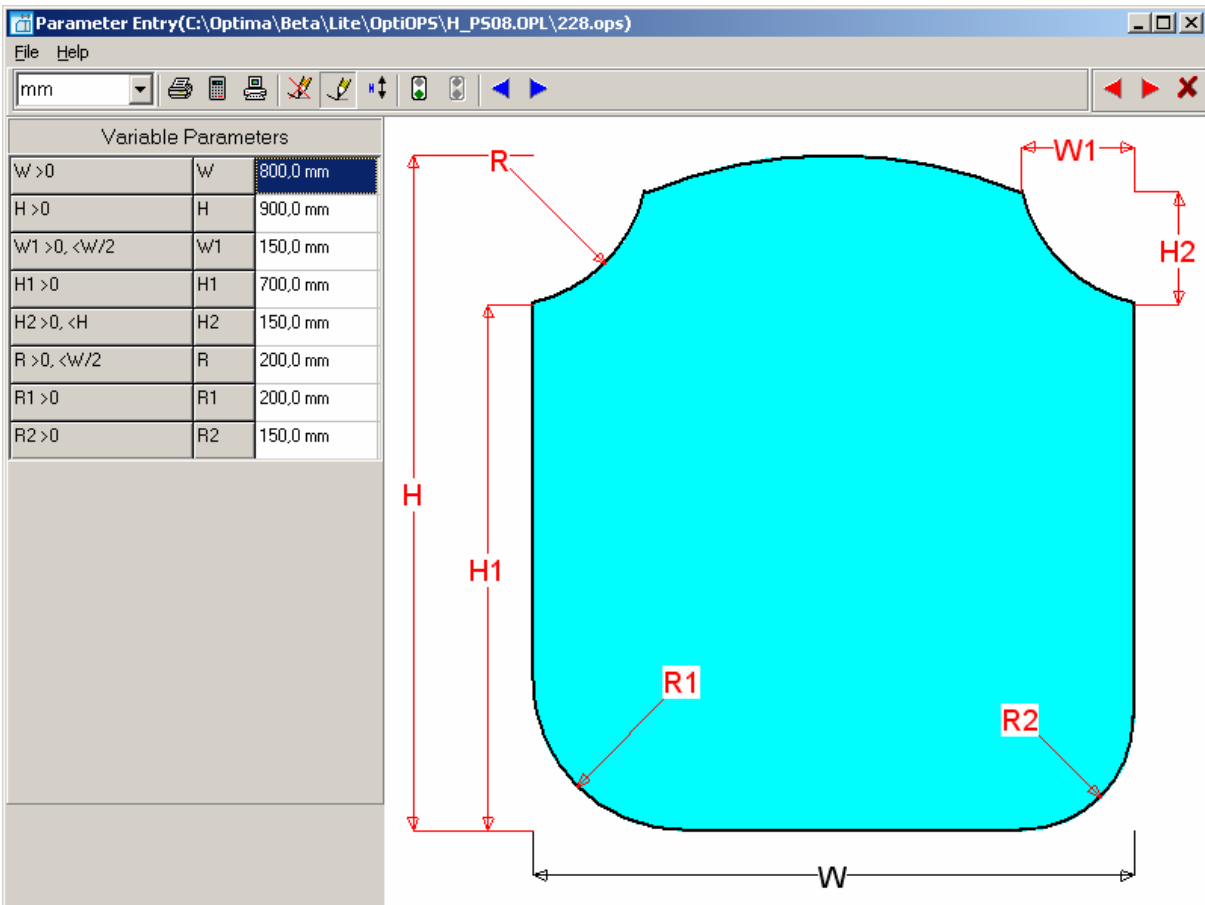 Parameter Entry(C:\Optima\Beta\Lite\OptiOPS\H_PS08.OPL\228.ops)
File Help
mm
Variable Parameters
W >0 W 800,0 mm
H >0 H 900,0 mm
W1 >0, <W/2 W1 150,0 mm
H1 >0 H1 700,0 mm
H2 >0, <H H2 150,0 mm
R >0, <W/2 R 200,0 mm
R1 >0 R1 200,0 mm
R2 >0 R2 150,0 mm
R
W1
H2
H
H1
R1
R2
W